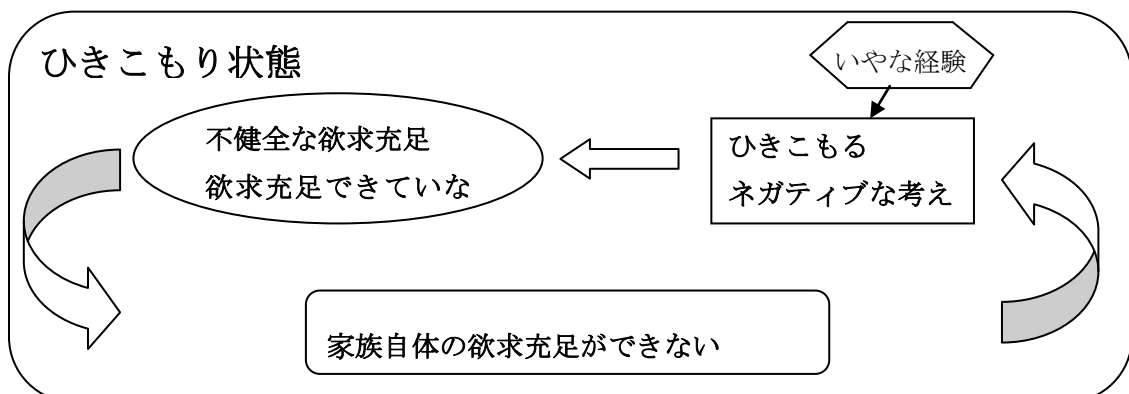 ひきこもり状態
いやな経験
不健全な欲求充足
欲求充足できていな
ひきこもる
ネガティブな考え
家族自体の欲求充足ができない